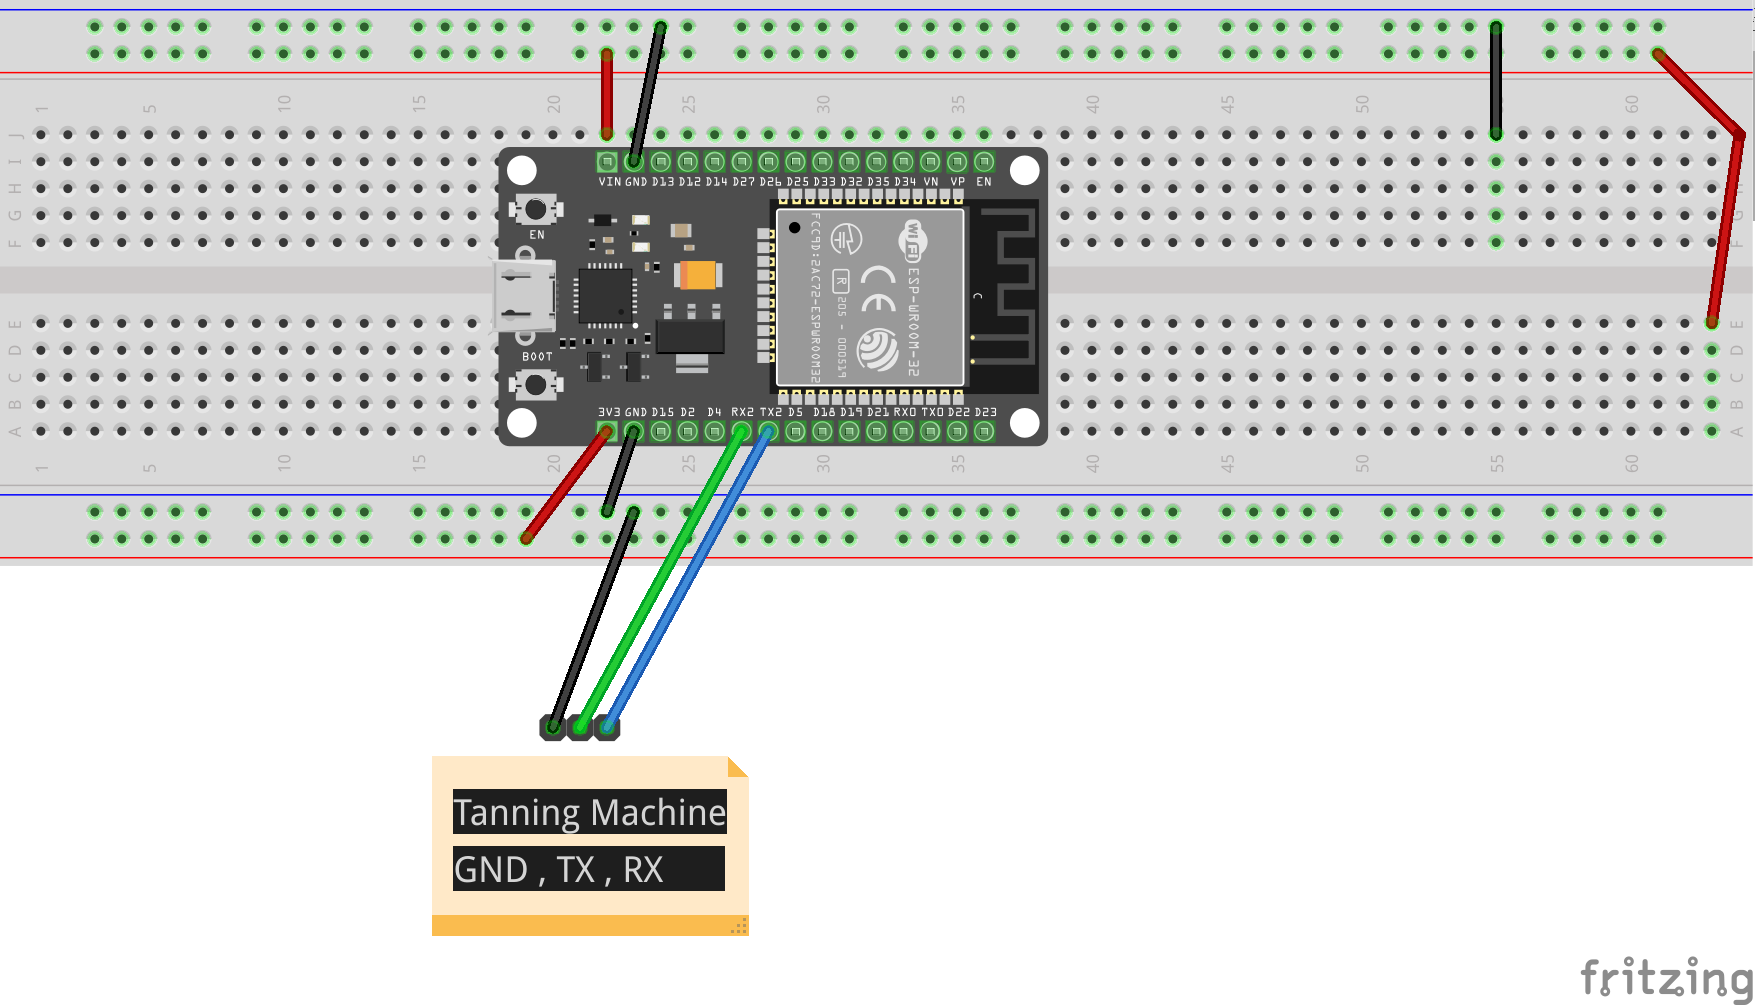 1 5 10 15 20 25 30 35 40 45 50 55 60
J
I
H
G
F
VIN GND D13 D12 D14 D27 D26 D25 D33 D32 D35 D34 VN VP EN
EN
WiFi
ESP-WROOM-32
CE
R
205 - 000519
FCC ID:2AC7Z-ESPWROOM32
BOOT
3V3 GND D15 D2 D4 RX2 TX2 D5 D18 D19 D21 RX0 TX0 D22 D23
E
D
C
B
A
1 5 10 15 20 25 30 35 40 45 50 55 60
Tanning Machine
GND , TX , RX
fritzing